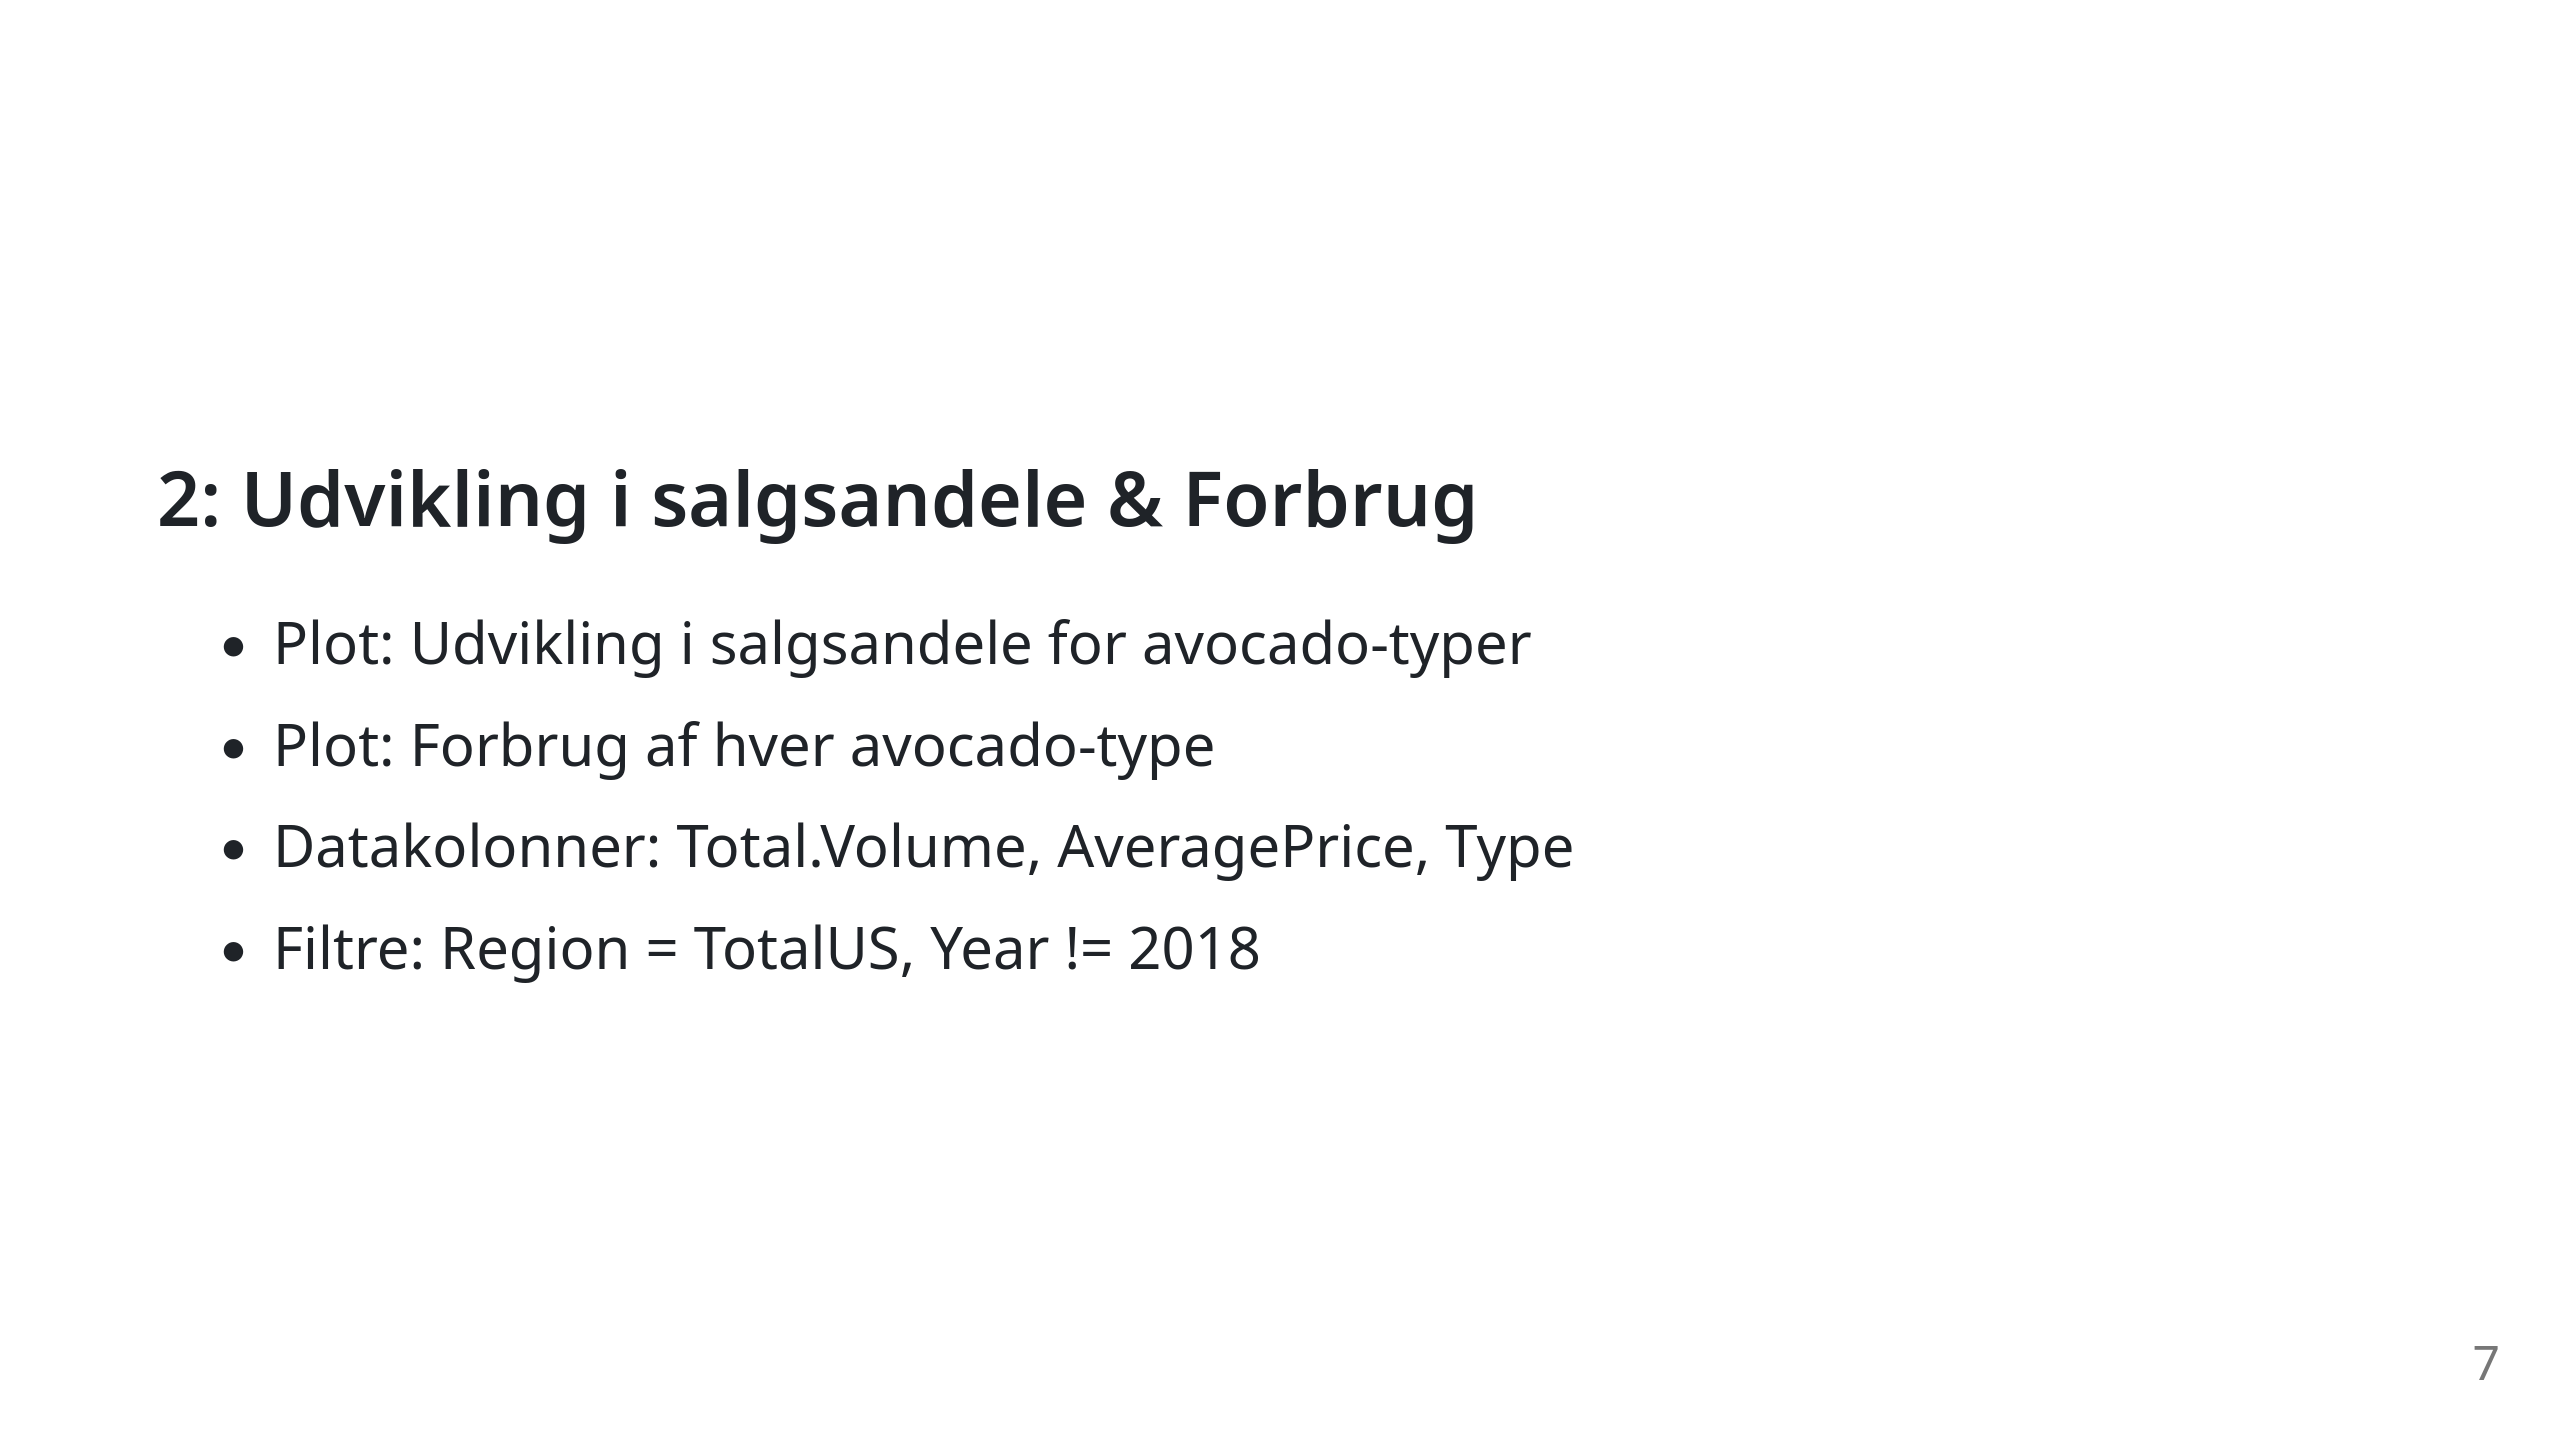 2: Udvikling i salgsandele & Forbrug
• Plot: Udvikling i salgsandele for avocado-typer
• Plot: Forbrug af hver avocado-type
• Datakolonner: Total.Volume, AveragePrice, Type
• Filtre: Region = TotalUS, Year != 2018
7